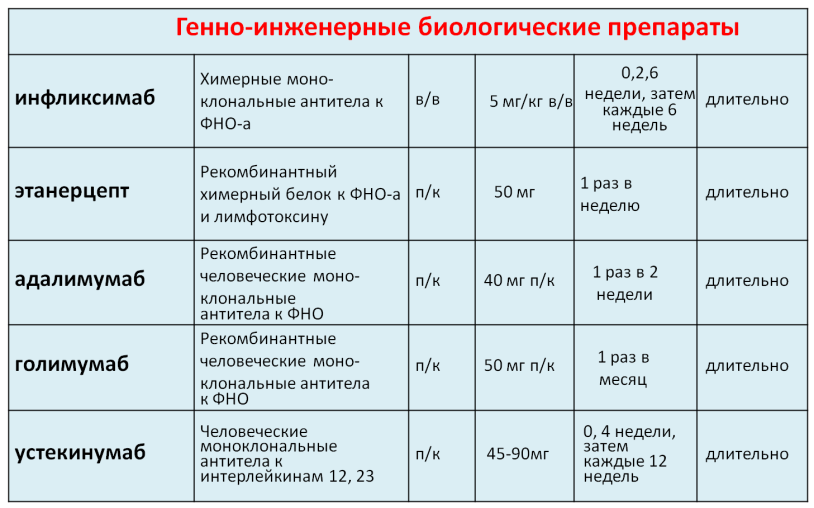 Генно-инженерные биологические препараты
инфликсимаб
Химерные моно-
клональные антитела к
ФНО-а
в/в
5 мг/кг в/в
0,2,6
недели, затем
каждые 6
недель
длительно
этанерцепт
Рекомбинантный
химерный белок к ФНО-а
и лимфотоксину
п/к
50 мг
1 раз в
неделю
длительно
адалимумаб
Рекомбинантные
человеческие моно-
клональные
антитела к ФНО
п/к
40 мг п/к
1 раз в 2
недели
длительно
голимумаб
Рекомбинантные
человеческие моно-
клональные антитела
к ФНО
п/к
50 мг п/к
1 раз в
месяц
длительно
устекинумаб
Человеческие
моноклональные
антитела к
интерлейкинам 12, 23
п/к
45-90мг
0, 4 недели,
затем
каждые 12
недель
длительно